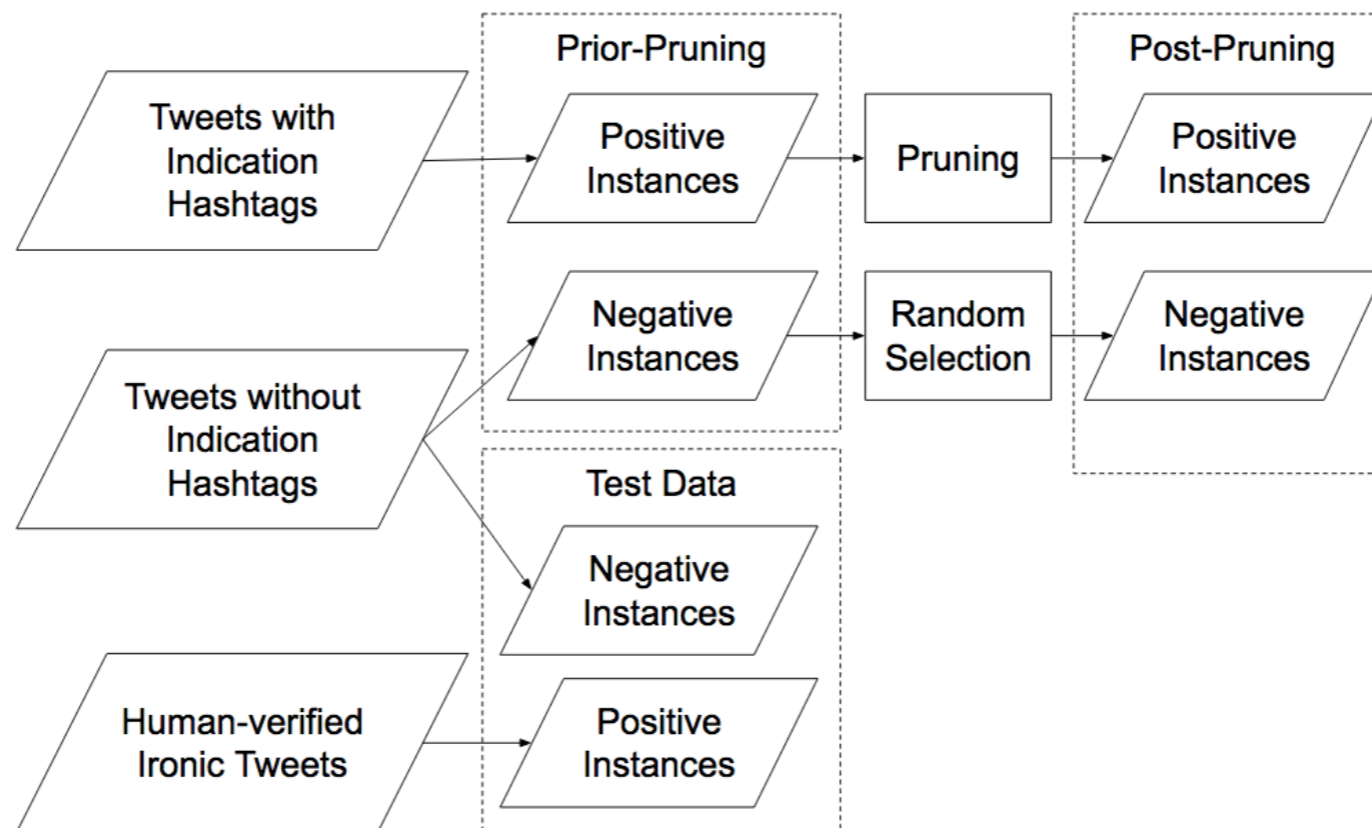 Prior-Pruning
Post-Pruning
Tweets with
Indication
Hashtags
Positive
Instances
Pruning
Positive
Instances
Negative
Instances
Random
Selection
Negative
Instances
Tweets without
Indication
Hashtags
Test Data
Negative
Instances
Human-verified
Ironic Tweets
Positive
Instances